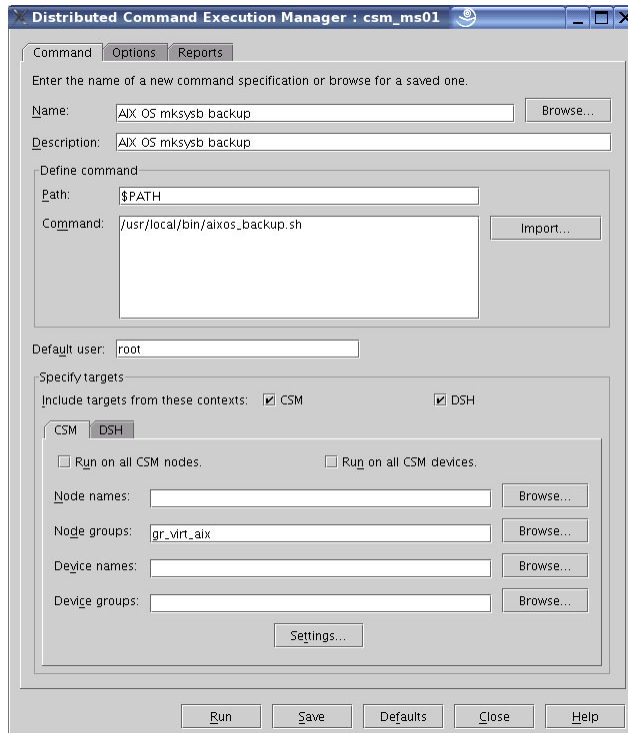 Distributed Command Execution Manager : csm_ms01
Command Options Reports
Enter the name of a new command specification or browse for a saved one.
Name: AIX OS mksysb backup Browse...
Description: AIX OS mksysb backup
Define command
Path: $PATH
Command: /usr/local/bin/aixos_backup.sh Import...
Default user: root
Specify targets
Include targets from these contexts: CSM DSH
CSM DSH
Run on all CSM nodes. Run on all CSM devices.
Node names: Browse...
Node groups: gr_virt_aix Browse...
Device names: Browse...
Device groups: Browse...
Settings...
Run Save Defaults Close Help